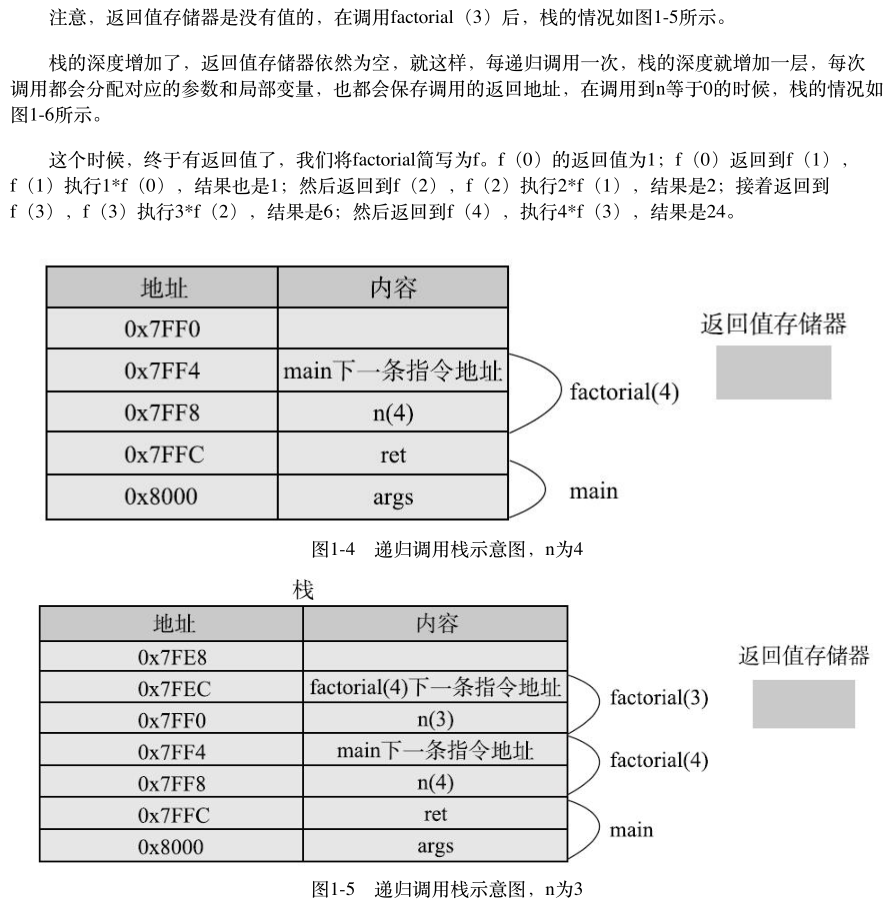 注意，返回值存储器是没有值的，在调用factorial（3）后，栈的情况如图1-5所示。
栈的深度增加了，返回值存储器依然为空，就这样，每递归调用一次，栈的深度就增加一层，每次
调用都会分配对应的参数和局部变量，也都会保存调用的返回地址，在调用到n等于0的时候，栈的情况如
图1-6所示。
这个时候，终于有返回值了，我们将factorial简写为f。f（0）的返回值为1；f（0）返回到f（1），
f（1）执行1*f（0），结果也是1；然后返回到f（2），f（2）执行2*f（1），结果是2；接着返回到
f（3），f（3）执行3*f（2），结果是6；然后返回到f（4），执行4*f（3），结果是24。
地址 内容
0x7FF0
0x7FF4 main下一条指令地址
0x7FF8 n(4)
0x7FFC ret
0x8000 args
factorial(4)
main
返回值存储器
图1-4 递归调用栈示意图，n为4
栈
地址 内容
0x7FE8
0x7FEC factorial(4)下一条指令地址
0x7FF0 n(3)
0x7FF4 main下一条指令地址
0x7FF8 n(4)
0x7FFC ret
0x8000 args
factorial(3)
factorial(4)
main
返回值存储器
图1-5 递归调用栈示意图，n为3